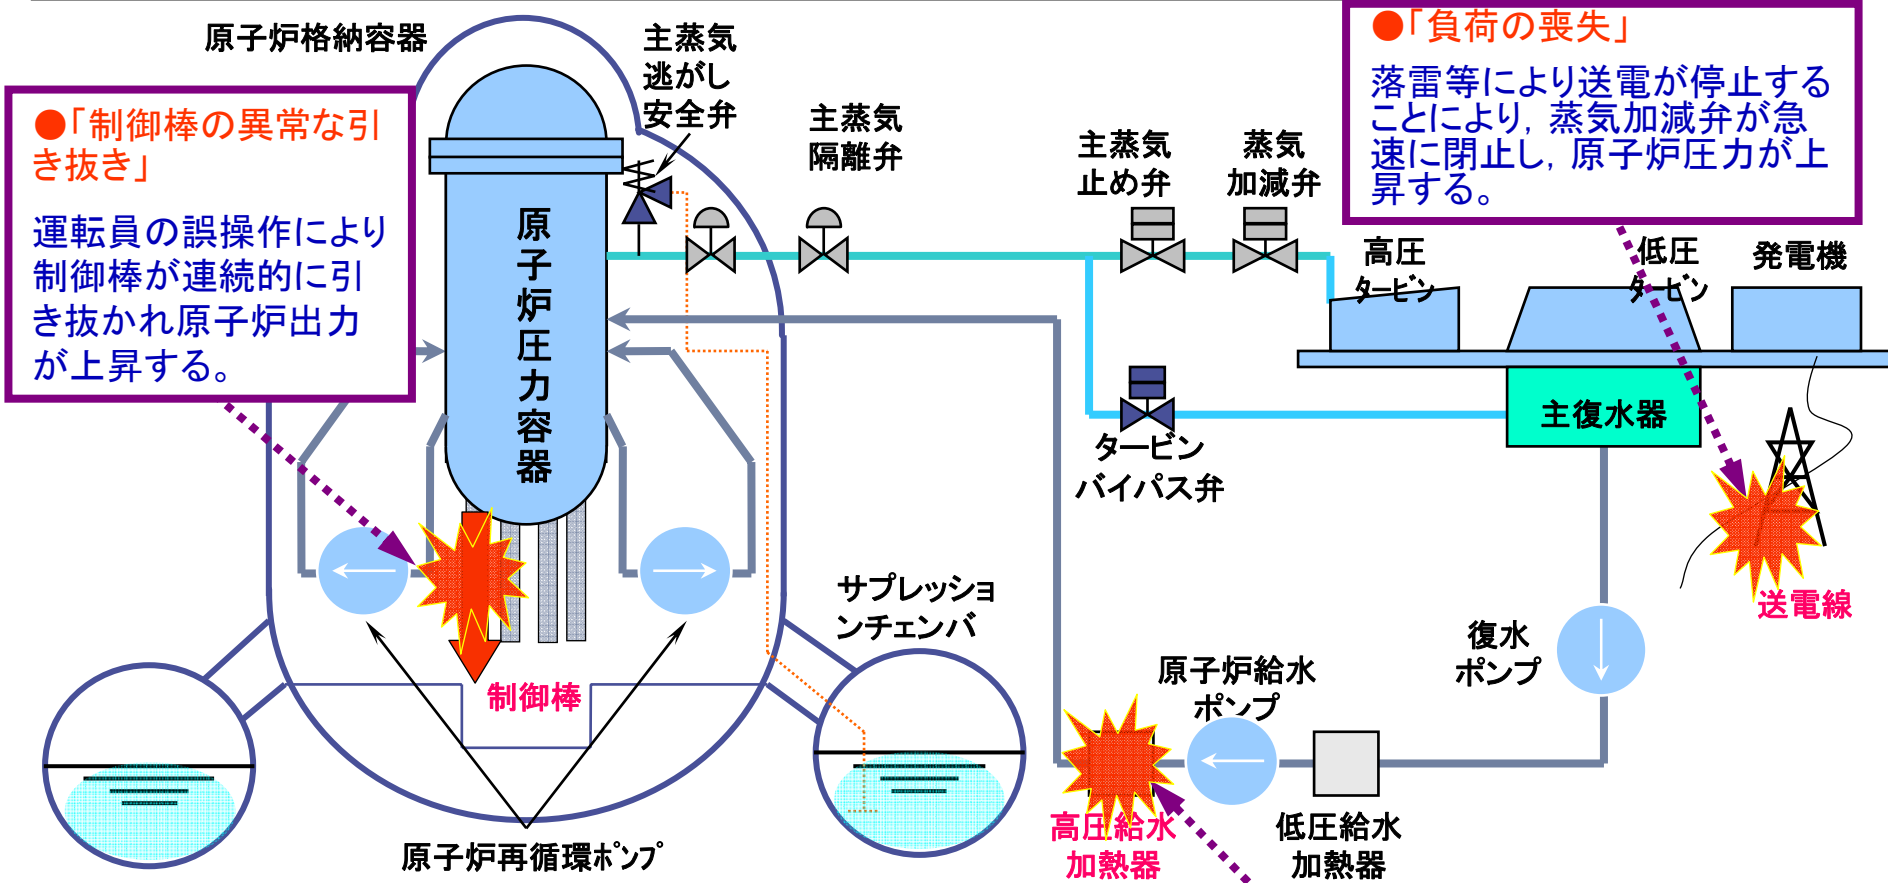 原子炉格納容器
主蒸気
逃がし
安全弁
●「負荷の喪失」
落雷等により送電が停止する
ことにより, 蒸気加減弁が急
速に閉止し, 原子炉圧力が上
昇する。
●「制御棒の異常な引
き抜き」
運転員の誤操作により
制御棒が連続的に引
き抜かれ原子炉出力
が上昇する。
主蒸気
隔離弁
主蒸気
止め弁
蒸気
加減弁
原子炉圧力容器
高圧
タービン
低圧
タービン
発電機
主復水器
タービン
バイパス弁
送電線
サプレッショ
ンチェンバ
復水
ポンプ
原子炉給水
ポンプ
制御棒
高圧給水
加熱器
低圧給水
加熱器
原子炉再循環ポンプ